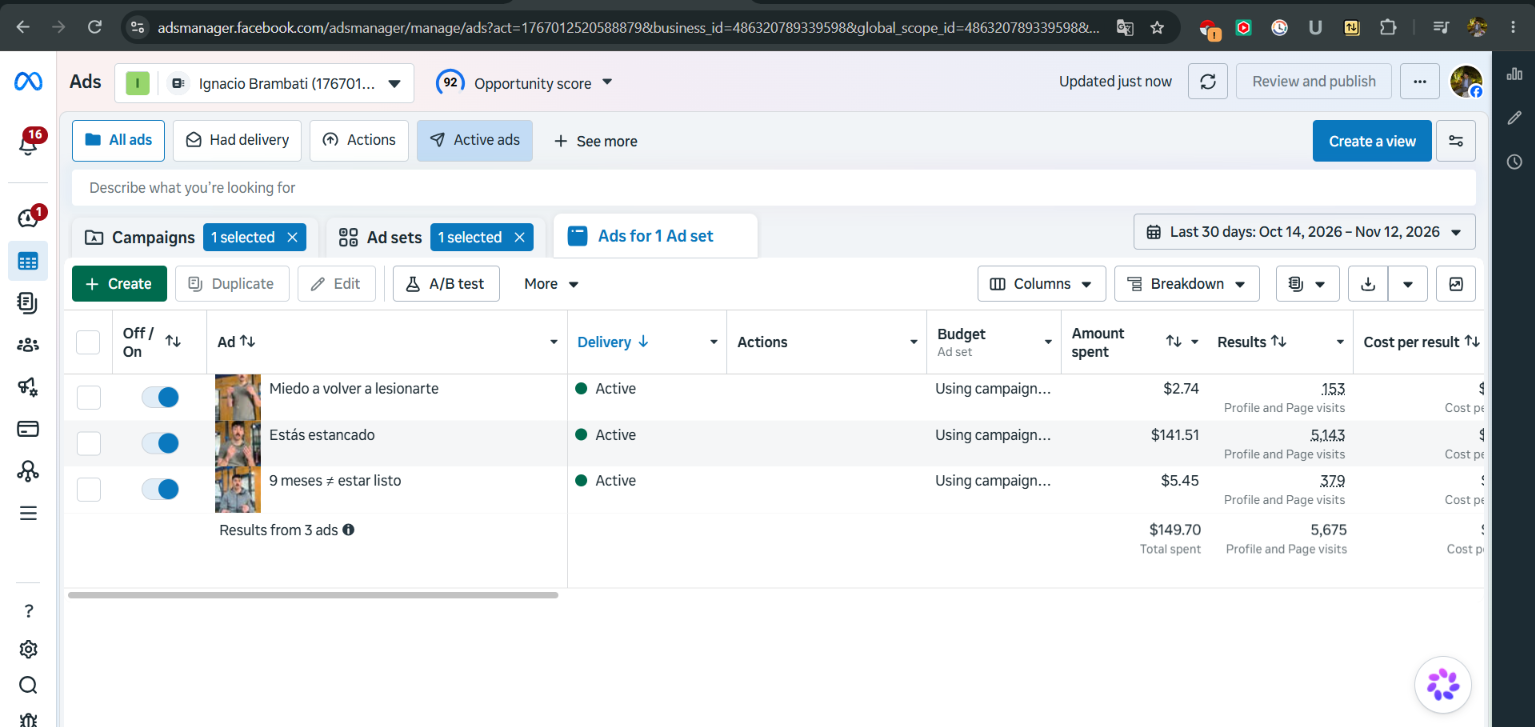 adsmanager.facebook.com/adsmanager/manage/ads?act=1767012520588879&business_id=486320789339598&global_scope_id=486320789339598&...
Ads
I
Ignacio Brambati (176701...
92
Opportunity score
Updated just now
Review and publish
16
All ads
Had delivery
Actions
Active ads
See more
Create a view
Describe what you're looking for
1
Campaigns
1 selected
Ad sets
1 selected
Ads for 1 Ad set
Last 30 days: Oct 14, 2026 – Nov 12, 2026
Create
Duplicate
Edit
A/B test
More
Columns
Breakdown
Off / On
Ad
Delivery
Actions
Budget
Ad set
Amount spent
Results
Cost per result
Miedo a volver a lesionarte
Active
Using campaign...
$2.74
153
$
Profile and Page visits
Cost pe
Estás estancado
Active
Using campaign...
$141.51
5,143
$
Profile and Page visits
Cost pe
9 meses ≠ estar listo
Active
Using campaign...
$5.45
379
$
Profile and Page visits
Cost pe
Results from 3 ads
$149.70
5,675
$
Total spent
Profile and Page visits
Cost p